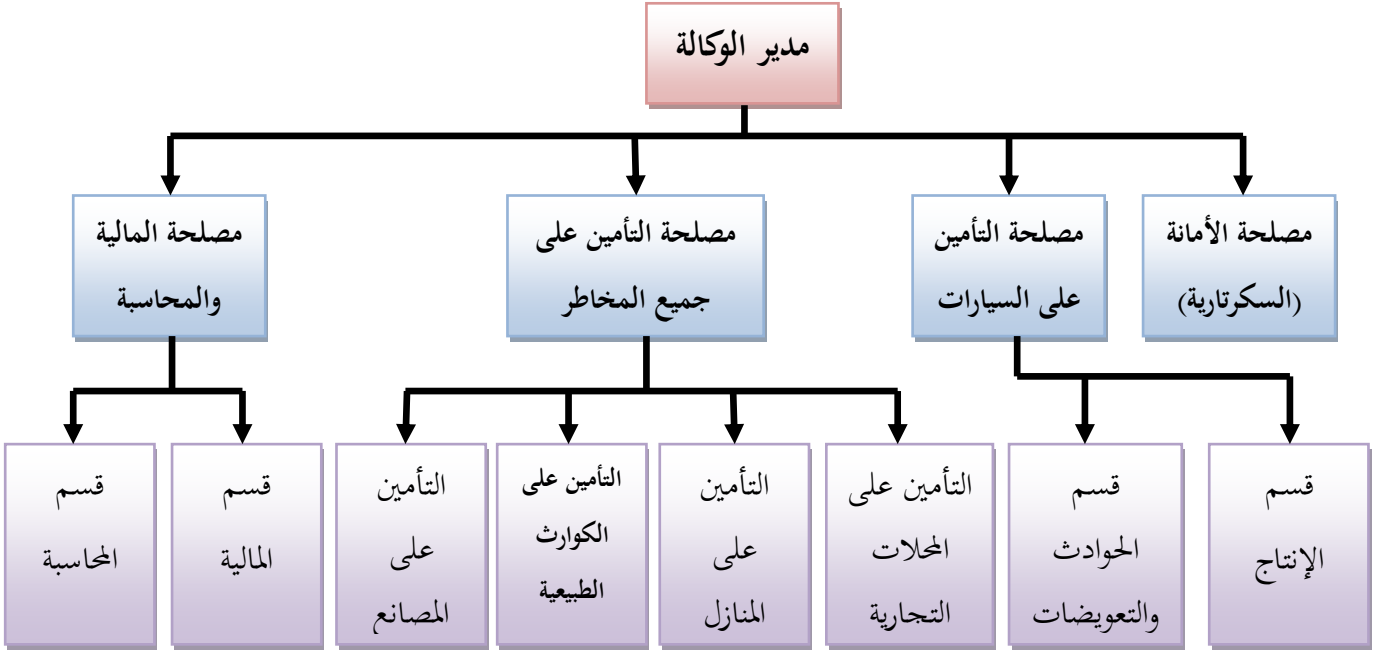 مدير الوكالة
مصلحة الأمانة
(السكرتارية)
مصلحة التأمين
على السيارات
مصلحة التأمين على
جميع المخاطر
مصلحة المالية
والمحاسبة
قسم
الإنتاج
قسم
الحوادث
والتعويضات
التأمين على
المحلات
التجارية
التأمين
على
المنازل
التأمين على
الكوارث
الطبيعية
التأمين
على
المصانع
قسم
المالية
قسم
المحاسبة